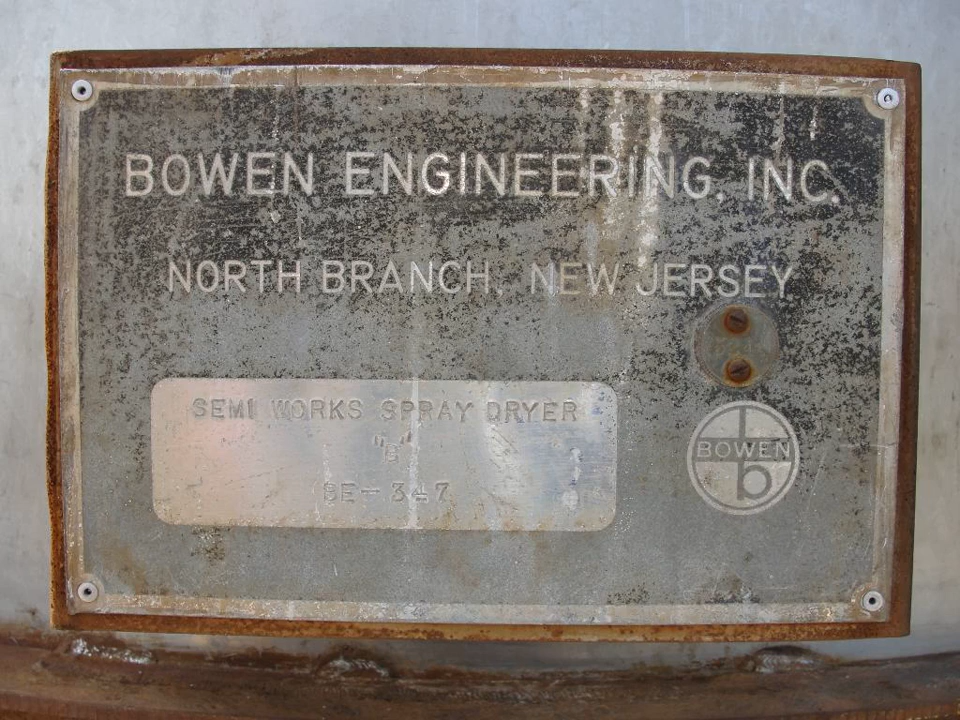 BOWEN ENGINEERING, INC.
NORTH BRANCH, NEW JERSEY
SEMI WORKS SPRAY DRYER
BOWEN
b